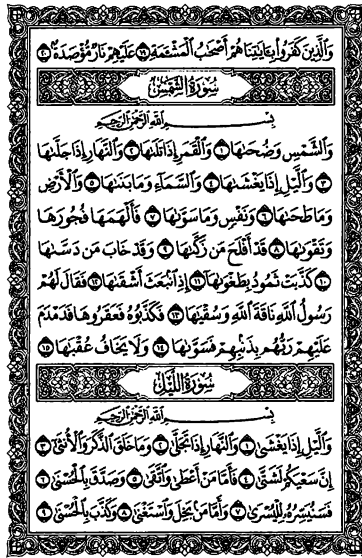 وَالَّذِينَ كَفَرُوا بِآيَاتِنَا هُمْ أَصْحَابُ الْمَشْأَمَةِ ١٩ عَلَيْهِمْ نَارٌ مُّؤْصَدَةٌ ٢٠
سُورَةُ الشَّمْسِ
بِسْمِ اللَّهِ الرَّحْمَٰنِ الرَّحِيمِ
وَالشَّمْسِ وَضُحَاهَا ١ وَالْقَمَرِ إِذَا تَلَاهَا ٢ وَالنَّهَارِ إِذَا جَلَّاهَا
٣ وَاللَّيْلِ إِذَا يَغْشَاهَا ٤ وَالسَّمَاءِ وَمَا بَنَاهَا ٥ وَالْأَرْضِ
وَمَا طَحَاهَا ٦ وَنَفْسٍ وَمَا سَوَّاهَا ٧ فَأَلْهَمَهَا فُجُورَهَا
وَتَقْوَاهَا ٨ قَدْ أَفْلَحَ مَن زَكَّاهَا ٩ وَقَدْ خَابَ مَن دَسَّاهَا
١٠ كَذَّبَتْ ثَمُودُ بِطَغْوَاهَا ١١ إِذِ انبَعَثَ أَشْقَاهَا ١٢ فَقَالَ لَهُمْ
رَسُولُ اللَّهِ نَاقَةَ اللَّهِ وَسُقْيَاهَا ١٣ فَكَذَّبُوهُ فَعَقَرُوهَا فَدَمْدَمَ
عَلَيْهِمْ رَبُّهُم بِذَنبِهِمْ فَسَوَّاهَا ١٤ وَلَا يَخَافُ عُقْبَاهَا ١٥
سُورَةُ اللَّيْلِ
بِسْمِ اللَّهِ الرَّحْمَٰنِ الرَّحِيمِ
وَاللَّيْلِ إِذَا يَغْشَىٰ ١ وَالنَّهَارِ إِذَا تَجَلَّىٰ ٢ وَمَا خَلَقَ الذَّكَرَ وَالْأُنثَىٰ ٣
إِنَّ سَعْيَكُمْ لَشَتَّىٰ ٤ فَأَمَّا مَنْ أَعْطَىٰ وَاتَّقَىٰ ٥ وَصَدَّقَ بِالْحُسْنَىٰ ٦
فَسَنُيَسِّرُهُ لِلْيُسْرَىٰ ٧ وَأَمَّا مَن بَخِلَ وَاسْتَغْنَىٰ ٨ وَكَذَّبَ بِالْحُسْنَىٰ ٩